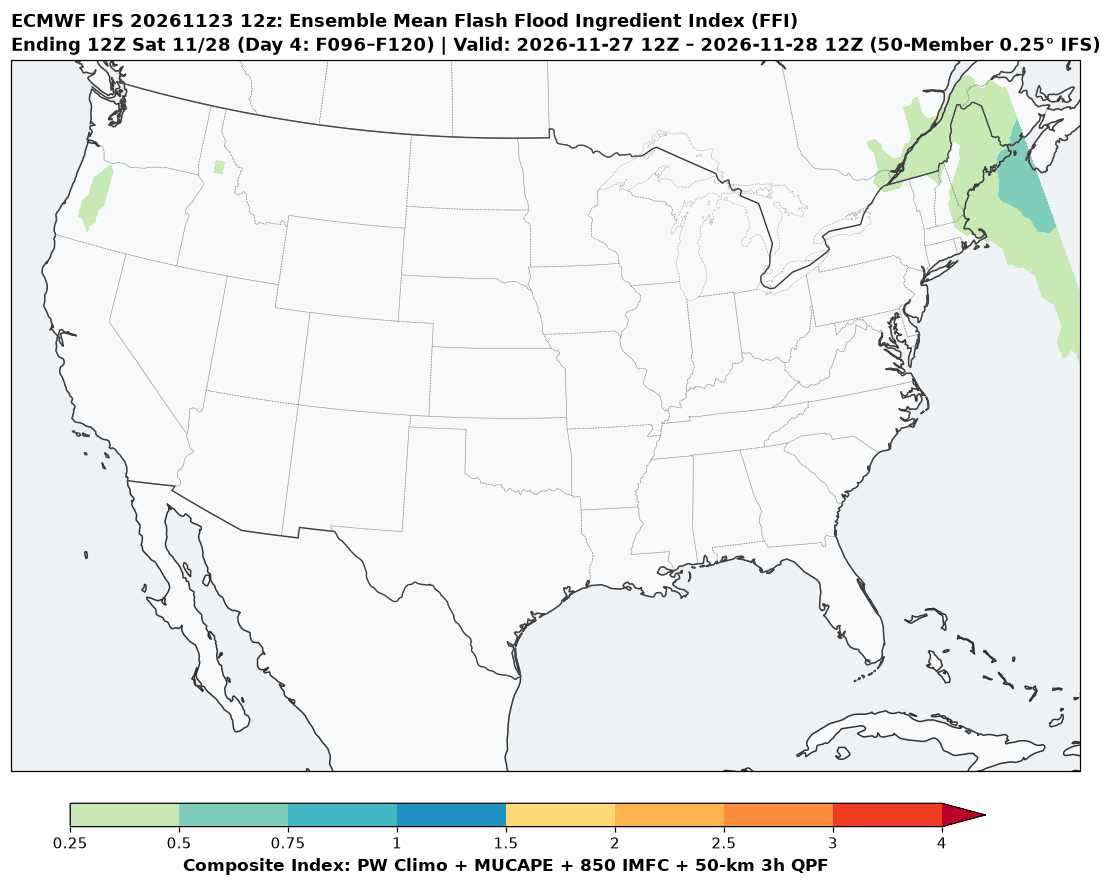 ECMWF IFS 20261123 12z: Ensemble Mean Flash Flood Ingredient Index (FFI)
Ending 12Z Sat 11/28 (Day 4: F096–F120) | Valid: 2026-11-27 12Z – 2026-11-28 12Z (50-Member 0.25° IFS)
0.25 0.5 0.75 1 1.5 2 2.5 3 4
Composite Index: PW Climo + MUCAPE + 850 IMFC + 50-km 3h QPF